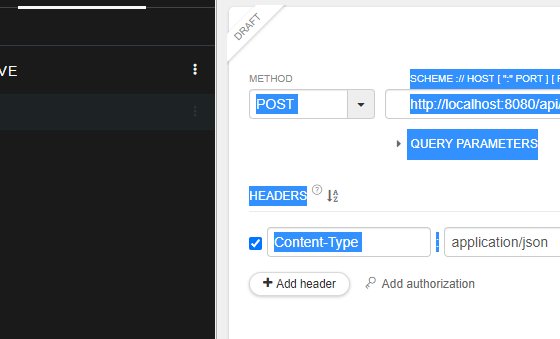 DRAFT
VE
METHOD
SCHEME :// HOST [ ":" PORT ] [
POST
http://localhost:8080/api/
QUERY PARAMETERS
HEADERS ?
Content-Type : application/json
Add header
Add authorization